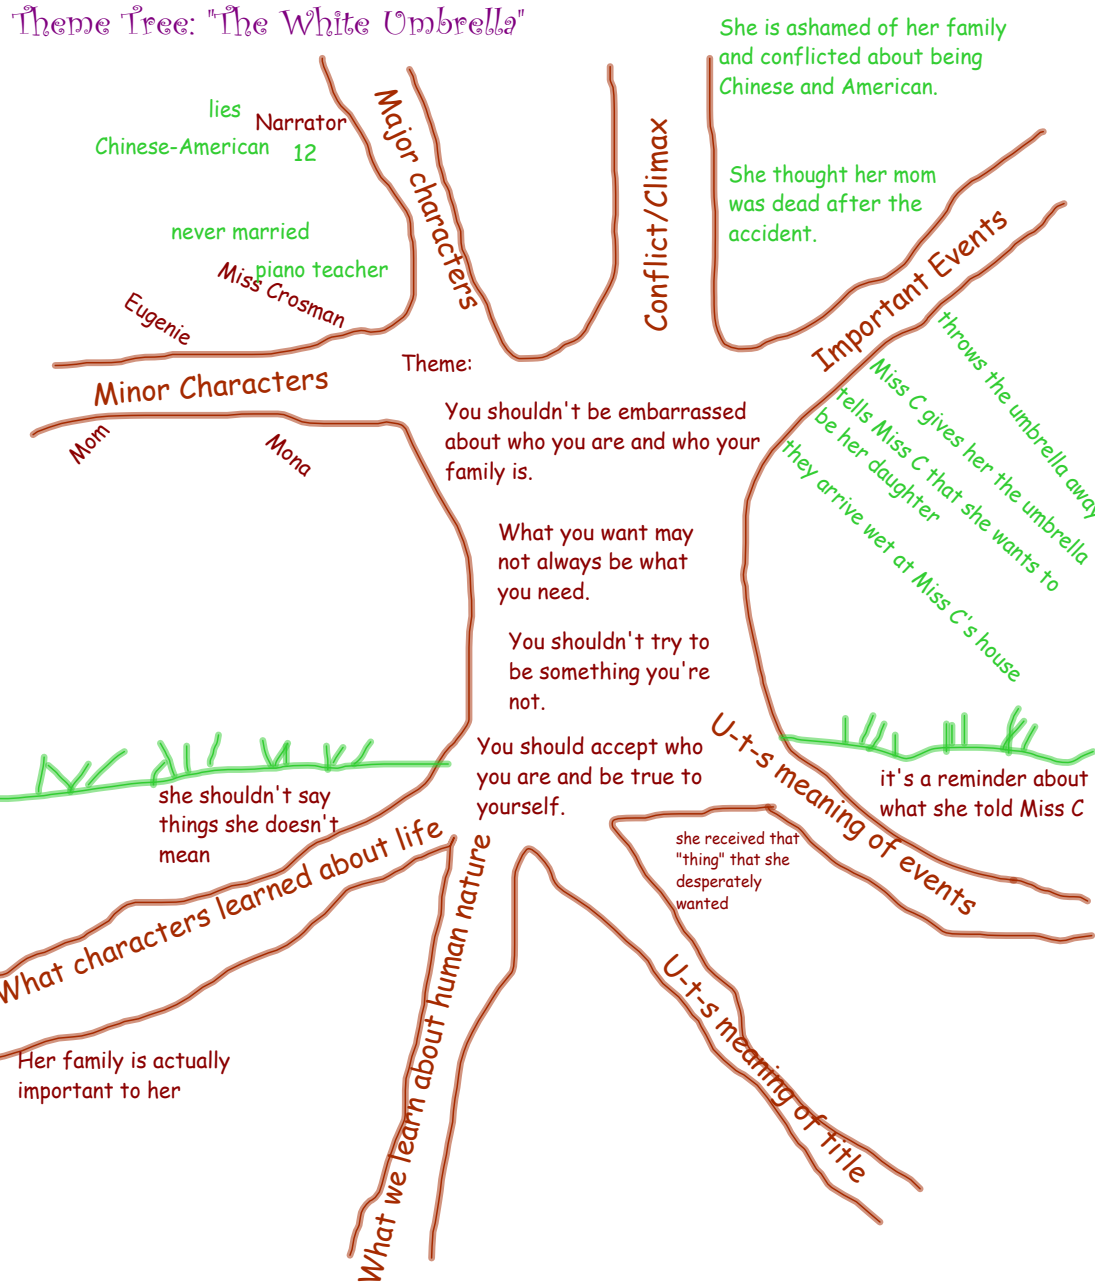 Theme Tree: "The White Umbrella"
She is ashamed of her family
and conflicted about being
Chinese and American.
lies
Narrator
Chinese-American
12
Major characters
Conflict/Climax
She thought her mom
was dead after the
accident.
never married
piano teacher
Miss Crosman
Eugenie
Important Events
Minor Characters
Mom
Mona
throws the umbrella away
Miss C gives her the umbrella
tells Miss C that she wants to
be her daughter
they arrive wet at Miss C's house
Theme:
You shouldn't be embarrassed
about who you are and who your
family is.
What you want may
not always be what
you need.
You shouldn't try to
be something you're
not.
You should accept who
you are and be true to
yourself.
U-t-s meaning of events
it's a reminder about
what she told Miss C
she shouldn't say
things she doesn't
mean
What characters learned about life
Her family is actually
important to her
What we learn about human nature
she received that
"thing" that she
desperately
wanted
U-t-s meaning of title